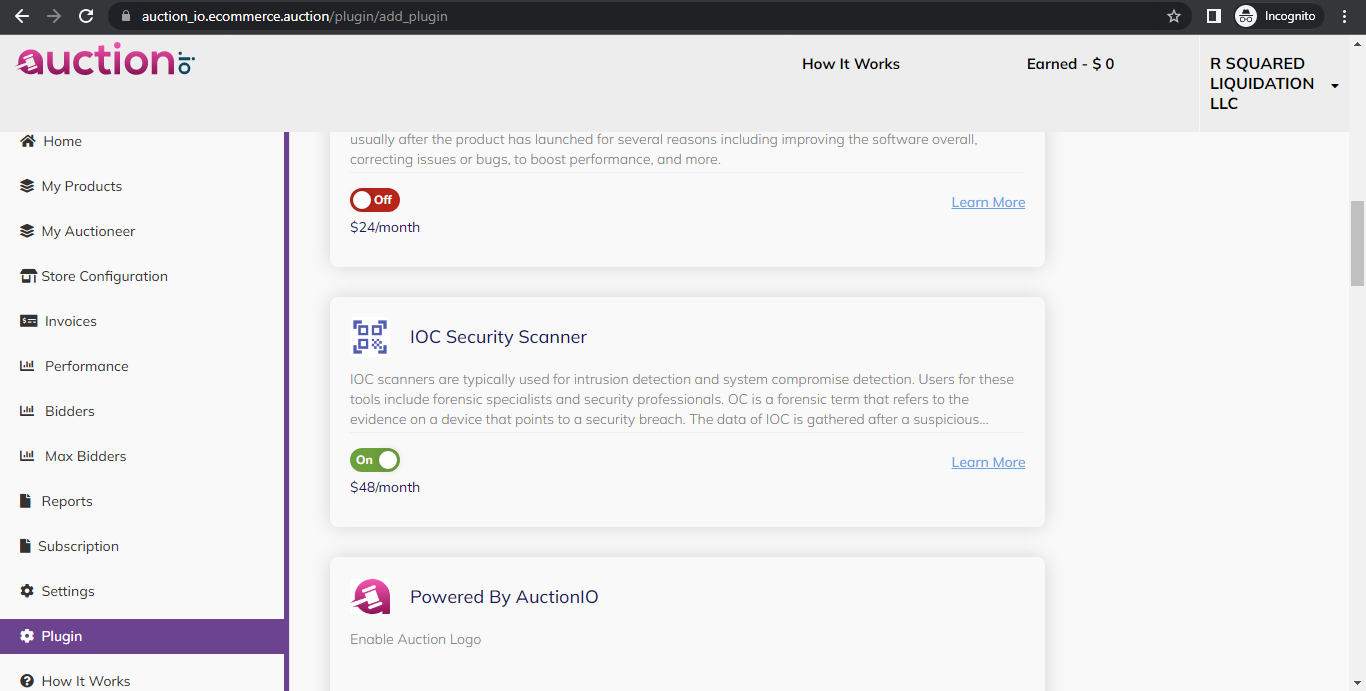 auction_io.ecommerce.auction/plugin/add_plugin
Incognito
auction io
How It Works
Earned - $ 0
R SQUARED
LIQUIDATION
LLC
Home
My Products
My Auctioneer
Store Configuration
Invoices
Performance
Bidders
Max Bidders
Reports
Subscription
Settings
Plugin
How It Works
usually after the product has launched for several reasons including improving the software overall,
correcting issues or bugs, to boost performance, and more.
Off
Learn More
$24/month
IOC Security Scanner
IOC scanners are typically used for intrusion detection and system compromise detection. Users for these
tools include forensic specialists and security professionals. OC is a forensic term that refers to the
evidence on a device that points to a security breach. The data of IOC is gathered after a suspicious...
On
Learn More
$48/month
Powered By AuctionIO
Enable Auction Logo